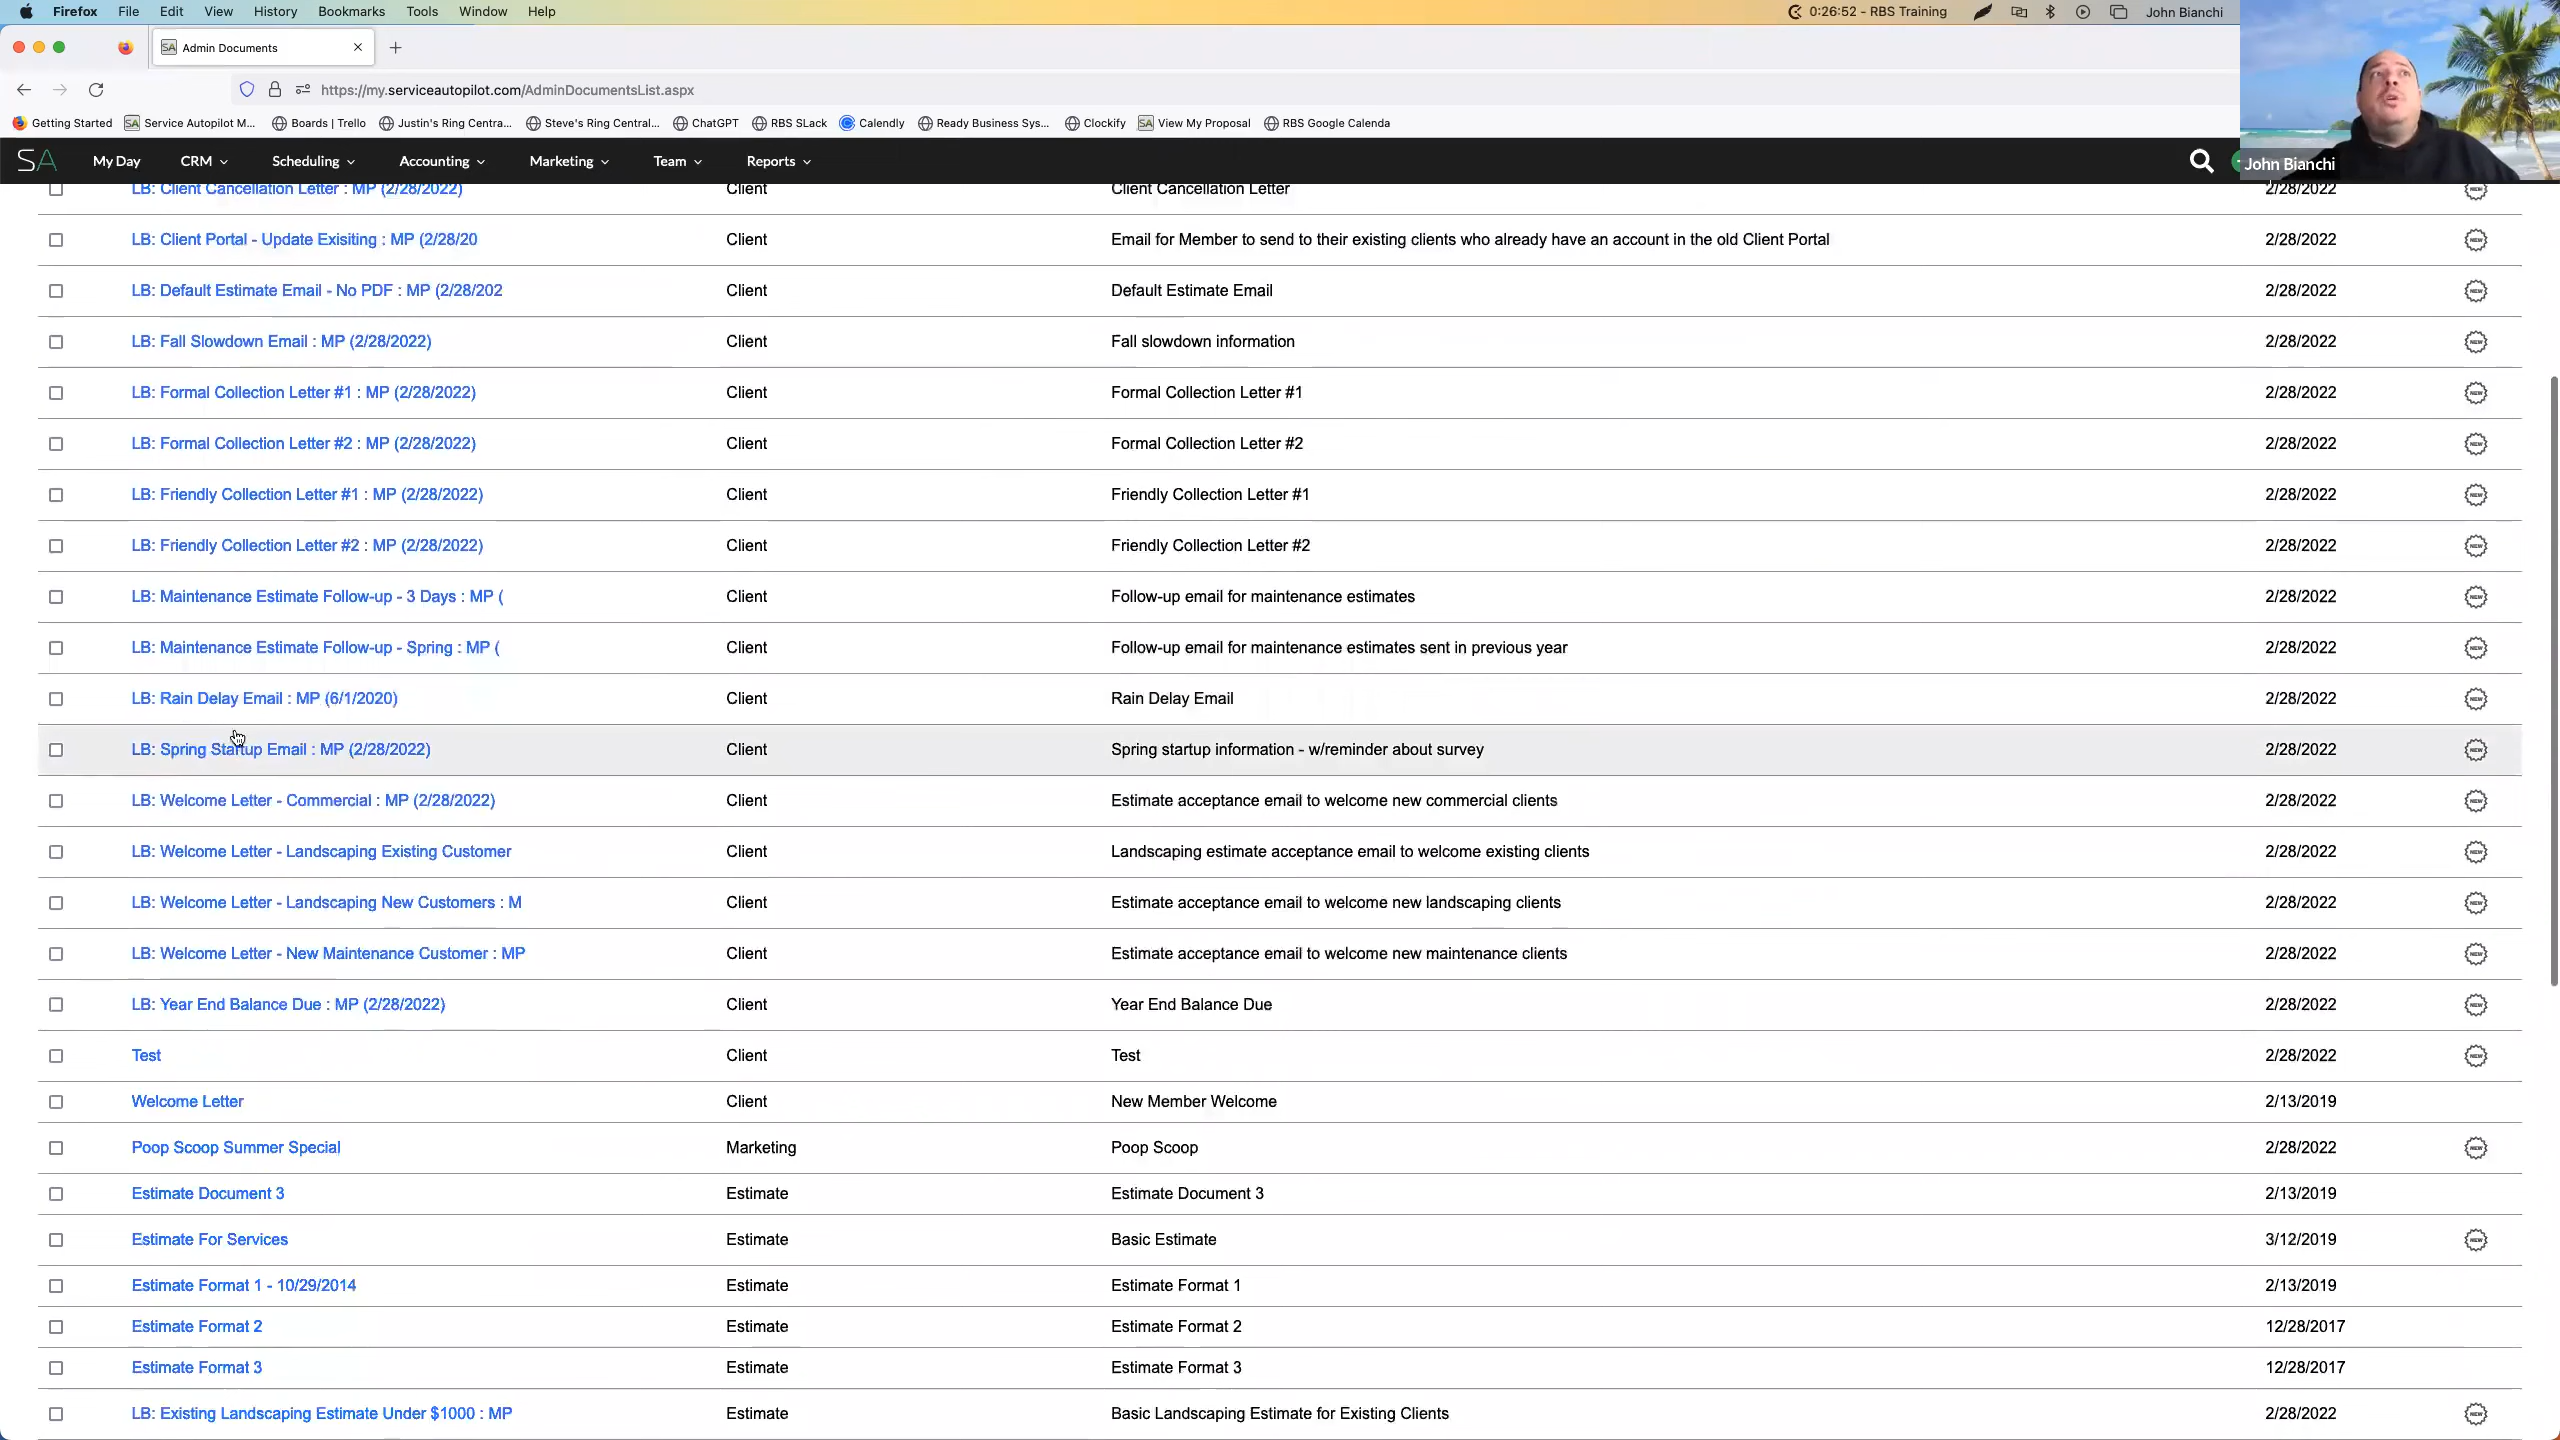 Firefox File Edit View History Bookmarks Tools Window Help 0:26:52 - RBS Training John Bianchi
SA Admin Documents
https://my.serviceautopilot.com/AdminDocumentsList.aspx
Getting Started SA Service Autopilot M... Boards | Trello Justin's Ring Centra... Steve's Ring Central... ChatGPT RBS SLack Calendly Ready Business Sys... Clockify SA View My Proposal RBS Google Calenda
SA My Day CRM Scheduling Accounting Marketing Team Reports John Bianchi
LB: Client Cancellation Letter : MP (2/28/2022) Client Client Cancellation Letter 2/28/2022
LB: Client Portal - Update Exisiting : MP (2/28/20 Client Email for Member to send to their existing clients who already have an account in the old Client Portal 2/28/2022 NEW
LB: Default Estimate Email - No PDF : MP (2/28/202 Client Default Estimate Email 2/28/2022 NEW
LB: Fall Slowdown Email : MP (2/28/2022) Client Fall slowdown information 2/28/2022 NEW
LB: Formal Collection Letter #1 : MP (2/28/2022) Client Formal Collection Letter #1 2/28/2022 NEW
LB: Formal Collection Letter #2 : MP (2/28/2022) Client Formal Collection Letter #2 2/28/2022 NEW
LB: Friendly Collection Letter #1 : MP (2/28/2022) Client Friendly Collection Letter #1 2/28/2022 NEW
LB: Friendly Collection Letter #2 : MP (2/28/2022) Client Friendly Collection Letter #2 2/28/2022 NEW
LB: Maintenance Estimate Follow-up - 3 Days : MP ( Client Follow-up email for maintenance estimates 2/28/2022 NEW
LB: Maintenance Estimate Follow-up - Spring : MP ( Client Follow-up email for maintenance estimates sent in previous year 2/28/2022 NEW
LB: Rain Delay Email : MP (6/1/2020) Client Rain Delay Email 2/28/2022 NEW
LB: Spring Startup Email : MP (2/28/2022) Client Spring startup information - w/reminder about survey 2/28/2022 NEW
LB: Welcome Letter - Commercial : MP (2/28/2022) Client Estimate acceptance email to welcome new commercial clients 2/28/2022 NEW
LB: Welcome Letter - Landscaping Existing Customer Client Landscaping estimate acceptance email to welcome existing clients 2/28/2022 NEW
LB: Welcome Letter - Landscaping New Customers : M Client Estimate acceptance email to welcome new landscaping clients 2/28/2022 NEW
LB: Welcome Letter - New Maintenance Customer : MP Client Estimate acceptance email to welcome new maintenance clients 2/28/2022 NEW
LB: Year End Balance Due : MP (2/28/2022) Client Year End Balance Due 2/28/2022 NEW
Test Client Test 2/28/2022 NEW
Welcome Letter Client New Member Welcome 2/13/2019
Poop Scoop Summer Special Marketing Poop Scoop 2/28/2022 NEW
Estimate Document 3 Estimate Estimate Document 3 2/13/2019
Estimate For Services Estimate Basic Estimate 3/12/2019 NEW
Estimate Format 1 - 10/29/2014 Estimate Estimate Format 1 2/13/2019
Estimate Format 2 Estimate Estimate Format 2 12/28/2017
Estimate Format 3 Estimate Estimate Format 3 12/28/2017
LB: Existing Landscaping Estimate Under $1000 : MP Estimate Basic Landscaping Estimate for Existing Clients 2/28/2022 NEW